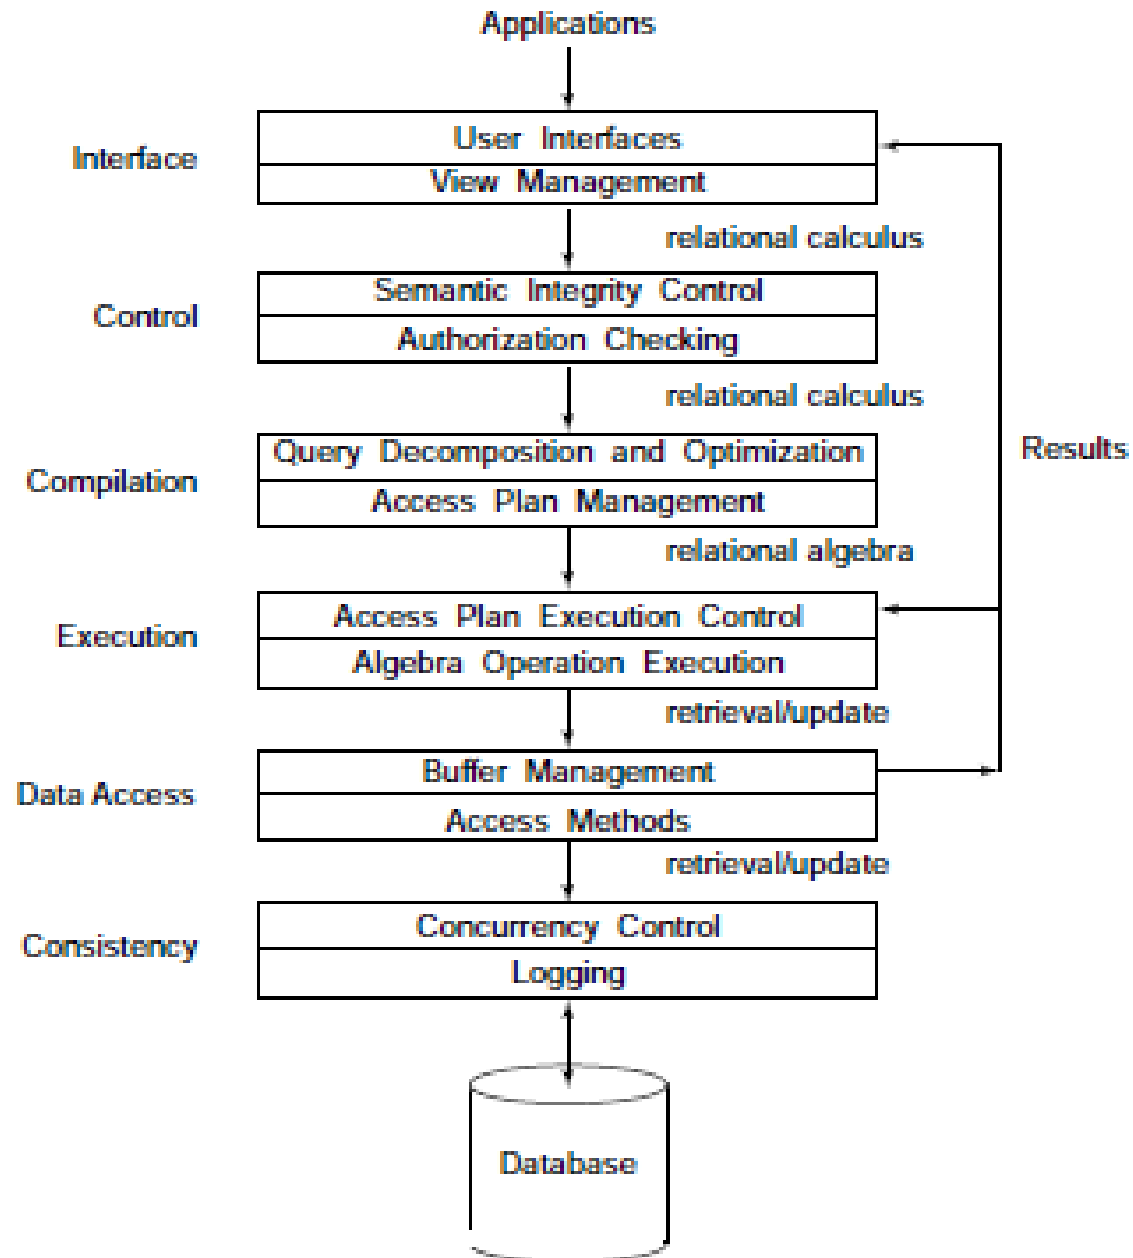 Applications
Interface
User Interfaces
View Management
relational calculus
Control
Semantic Integrity Control
Authorization Checking
relational calculus
Compilation
Query Decomposition and Optimization
Access Plan Management
Results
relational algebra
Execution
Access Plan Execution Control
Algebra Operation Execution
retrieval/update
Data Access
Buffer Management
Access Methods
retrieval/update
Consistency
Concurrency Control
Logging
Database